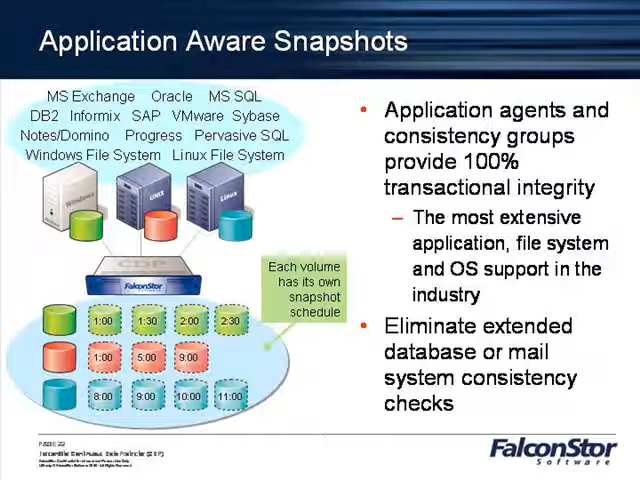 Application Aware Snapshots
MS Exchange Oracle MS SQL
DB2 Informix SAP VMware Sybase
Notes/Domino Progress Pervasive SQL
Windows File System Linux File System
Windows
UNIX
Linux
CDP
FalconStor
Each volume
has its own
snapshot
schedule
1:00 1:30 2:00 2:30
1:00 5:00 9:00
8:00 9:00 10:00 11:00
• Application agents and
consistency groups
provide 100%
transactional integrity
– The most extensive
application, file system
and OS support in the
industry
• Eliminate extended
database or mail
system consistency
checks
FalconStor
Software